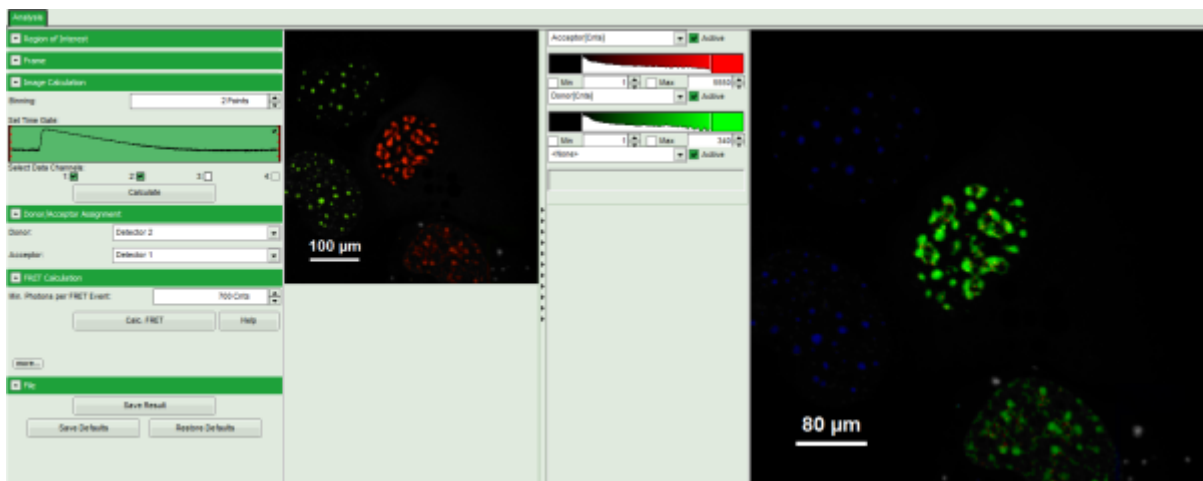 Analysis
Region of Interest
Frame
Image Calculation
Binning: 2 Points
Set Time Gate:
Select Data Channels:
1: 2: 3: 4:
Calculate
Donor/Acceptor Assignment
Donor: Detector 2
Acceptor: Detector 1
FRET Calculation
Min. Photons per FRET Event: 700 Cnts
Calc. FRET Help
more...
File
Save Result
Save Defaults Restore Defaults
100 µm
Acceptor[Cnts] Active
Min 1 Max
Donor[Cnts] Active
Min 1 Max 340
<None> Active
80 µm